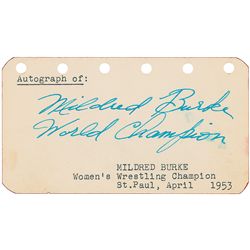 Autograph of:
Mildred Burke
World Champion
MILDRED BURKE
Women's Wrestling Champion
St.Paul, April 1953